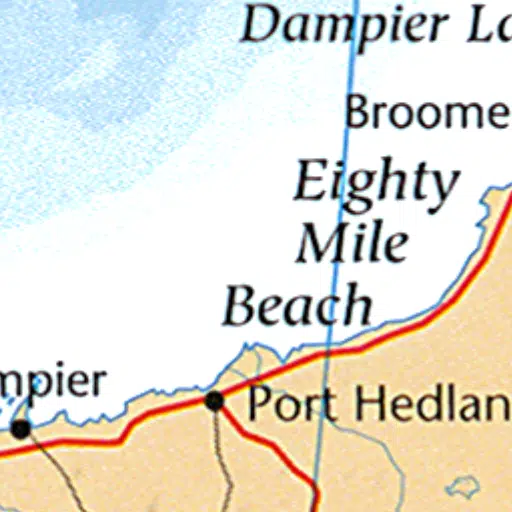 Dampier La
Broome
Eighty
Mile
Beach
mpier
Port Hedlan